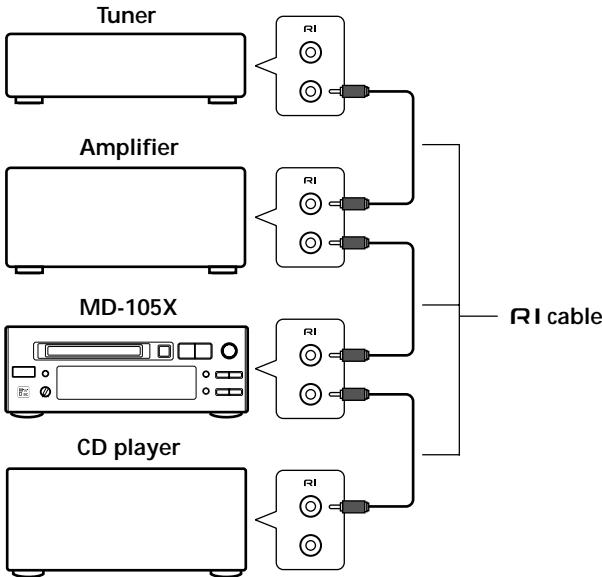 Tuner
RI
Amplifier
RI
MD-105X
RI
RI cable
CD player
RI